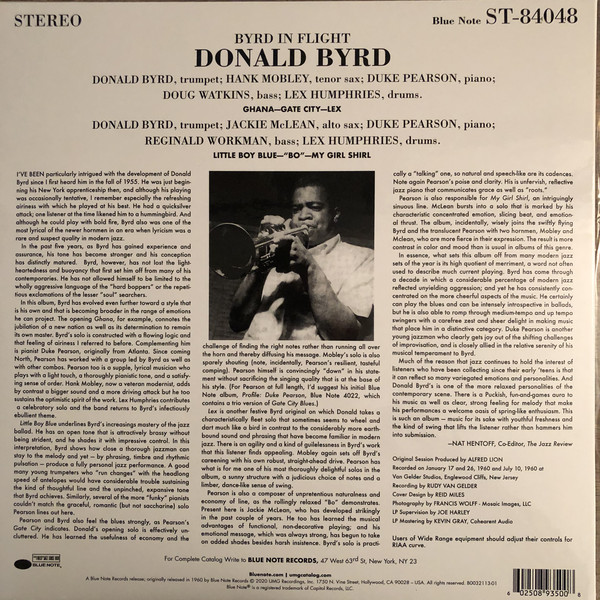 STEREO
Blue Note ST-84048
BYRD IN FLIGHT
DONALD BYRD
DONALD BYRD, trumpet; HANK MOBLEY, tenor sax; DUKE PEARSON, piano;
DOUG WATKINS, bass; LEX HUMPHRIES, drums.
GHANA—GATE CITY—LEX
DONALD BYRD, trumpet; JACKIE McLEAN, alto sax; DUKE PEARSON, piano;
REGINALD WORKMAN, bass; LEX HUMPHRIES, drums.
LITTLE BOY BLUE—"BO"—MY GIRL SHIRL
I'VE BEEN particularly intrigued with the development of Donald
Byrd since I first heard him in the fall of 1955. He was just begin-
ning his New York apprenticeship then, and although his playing
was occasionally tentative, I remember especially the refreshing
airiness with which he played at his best. He had a quicksilver
attack; one listener at the time likened him to a hummingbird. And
although he could play with bold fire, Byrd also was one of the
most lyrical of the newer hornmen in an era when lyricism was a
rare and suspect quality in modern jazz.
In the past five years, as Byrd has gained experience and
assurance, his tone has become stronger and his conception
has distinctly matured. Byrd, however, has not lost the light-
heartedness and buoyancy that first set him off from many of his
contemporaries. He has not allowed himself to be limited to the
wholly aggressive language of the "hard boppers" or the repeti-
tious exclamations of the lesser "soul" searchers.
In this album, Byrd has evolved even further toward a style that
is his own and that is becoming broader in the range of emotions
he can project. The opening Ghana, for example, connotes the
jubilation of a new nation as well as its determination to remain
its own master. Byrd's solo is constructed with a flowing logic and
that feeling of airiness I referred to before. Complementing him
is pianist Duke Pearson, originally from Atlanta. Since coming
North, Pearson has worked with a group led by Byrd as well as
with other combos. Pearson too is a supple, lyrical musician who
plays with a light touch, a thoroughly pianistic tone, and a satisfy-
ing sense of order. Hank Mobley, now a veteran modernist, adds
by contrast a bigger sound and a more driving attack but he too
sustains the optimistic spirit of the work. Lex Humphries contributes
a celebratory solo and the band returns to Byrd's infectiously
ebullient theme.
Little Boy Blue underlines Byrd's increasing mastery of the jazz
ballad. He has an open tone that is attractively brassy without
being strident, and he shades it with impressive control. In this
interpretation, Byrd shows how close a thorough jazzman can
stay to the melody and yet — by phrasing, timbre and rhythmic
pulsation — produce a fully personal jazz performance. A good
many young trumpeters who "run changes" with the headlong
speed of antelopes would have considerable trouble sustaining
the kind of thoughtful line and the unpinched, expansive tone
that Byrd achieves. Similarly, several of the more "funky" pianists
couldn't match the graceful, romantic (but not saccharine) solo
Pearson lines out here.
Pearson and Byrd also feel the blues strongly, as Pearson's
Gate City indicates. Donald's opening solo is effectively un-
cluttered. He has learned the usefulness of economy and the
challenge of finding the right notes rather than running all over
the horn and thereby diffusing his message. Mobley's solo is also
sparely shouting (note, incidentally, Pearson's resilient, tasteful
comping). Pearson himself is convincingly "down" in his state-
ment without sacrificing the singing quality that is at the base of
his style. (For Pearson at full length, I'd suggest his initial Blue
Note album, Profile: Duke Pearson, Blue Note 4022, which
contains a trio version of Gate City Blues.)
Lex is another festive Byrd original on which Donald takes a
characteristically fleet solo that sometimes seems to wheel and
dart much like a bird in contrast to the considerably more earth-
bound sound and phrasing that have become familiar in modern
jazz. There is an agility and even a kind of guilelessness in Byrd's work
that this listener finds appealing. Mobley again sets off Byrd's
careening with his own robust, straight-ahead style. Pearson has
what is for me one of his most thoroughly delightful solos in the
album, a sunny structure with a judicious choice of notes and a
limber, dance-like sense of swing.
Pearson is also a composer of unpretentious naturalness and
economy of line, as the rollingly relaxed "Bo" demonstrates.
Present here is Jackie McLean, who has developed strikingly
in the past couple of years. He too has learned the musical
advantages of functional, non-decorative playing; and his
emotional message, which was always strong, has begun to take
on added shades besides harsh insistence. Byrd's solo is practi-
cally a "talking" one, so natural and speech-like are its cadences.
Note again Pearson's poise and clarity. His is unfervish, reflective
jazz piano that communicates grace as well as "roots."
Pearson is also responsible for My Girl Shirl, an intriguingly
sinuous line. McLean bursts into a solo that is marked by his
characteristic concentrated emotion, slicing beat, and emotion-
al thrust. The album, incidentally, wisely joins the swiftly flying
Byrd and the translucent Pearson with two hornmen, Mobley and
McLean, who are more fierce in their expression. The result is more
contrast in color and mood than is usual in albums of this genre.
In essence, what sets this album off from many modern jazz
sets of the year is its high quotient of merriment, a word not often
used to describe much current playing. Byrd has gone through
a decade in which a considerable percentage of modern jazz
reflected unyielding aggression; and yet he has consistently con-
centrated on the more cheerful aspects of the music. He certainly
can play the blues and can be intensely introspective in ballads,
but he is also able to romp through medium-tempo and up tempo
swingers with a carefree zest and sheer delight in making music
that place him in a distinctive category. Duke Pearson is another
young jazzman who clearly gets joy out of the shifting challenges
of improvisation, and is closely allied in the relative serenity of his
musical temperament to Byrd.
Much of the reason that jazz continues to hold the interest of
listeners who have been collecting since their early 'teens is that
it can reflect so many variegated emotions and personalities. And
Donald Byrd's is one of the more relaxed personalities of the
contemporary scene. There is a Puckish, fun-and-games aura to
his music as well as clear, strong feeling for melody that make
his performances a welcome oasis of spring-like enthusiasm. This
is such an album — music for and to sake with youthful freshness and
the kind of swing that lifts the listener rather than hammers him
into submission.
—NAT HENTOFF, Co-Editor, The Jazz Review
Original Session Produced by ALFRED LION
Recorded on January 17 and 26, 1960 and July 10, 1960 at
Van Gelder Studios, Englewood Cliffs, New Jersey
Recording by RUDY VAN GELDER
Cover Design by REID MILES
Photography by FRANCIS WOLFF - Mosaic Images, LLC
LP Supervision by JOE HARLEY
LP Mastering by KEVIN GRAY, Cohearent Audio
Users of Wide Range equipment should adjust their controls for
RIAA curve.
BLUE NOTE
For Complete Catalog Write to BLUE NOTE RECORDS, 47 West 63rd St., New York, NY 23
Bluenote.com | umgcatalog.com
A Blue Note Records release; originally released in 1960 by Blue Note Records © 2020 UMG Recordings, Inc. 1750 N. Vine Street, Hollywood, CA 90028 - USA. All rights reserved. B0032113-01
Blue Note® is a registered trademark of Capitol Records, LLC.
6 02508 93500 8